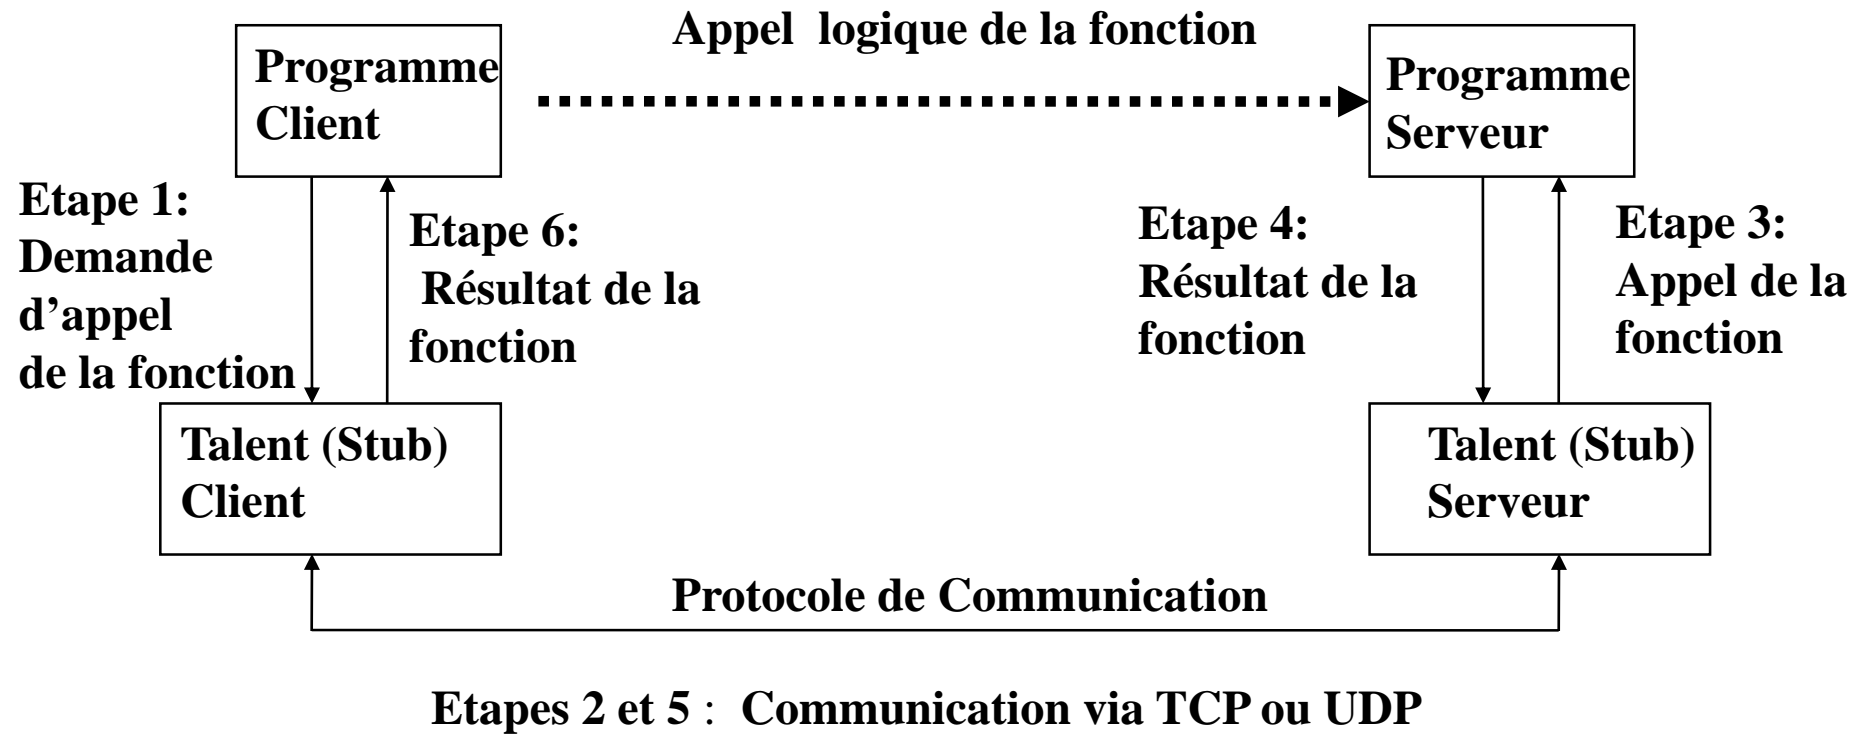 Appel logique de la fonction
Programme
Client
Programme
Serveur
Etape 1:
Demande
d'appel
de la fonction
Etape 6:
Résultat de la
fonction
Etape 4:
Résultat de la
fonction
Etape 3:
Appel de la
fonction
Talent (Stub)
Client
Talent (Stub)
Serveur
Protocole de Communication
Etapes 2 et 5 : Communication via TCP ou UDP